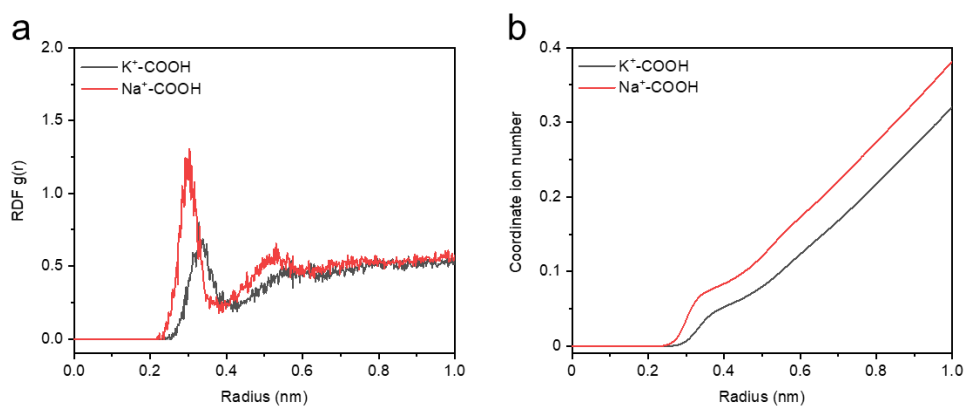 a
2.0
1.5
1.0
0.5
0.0
RDF g(r)
K⁺-COOH
Na⁺-COOH
0.0 0.2 0.4 0.6 0.8 1.0
Radius (nm)
b
0.4
0.3
0.2
0.1
0
Coordinate ion number
K⁺-COOH
Na⁺-COOH
0 0.2 0.4 0.6 0.8 1.0
Radius (nm)